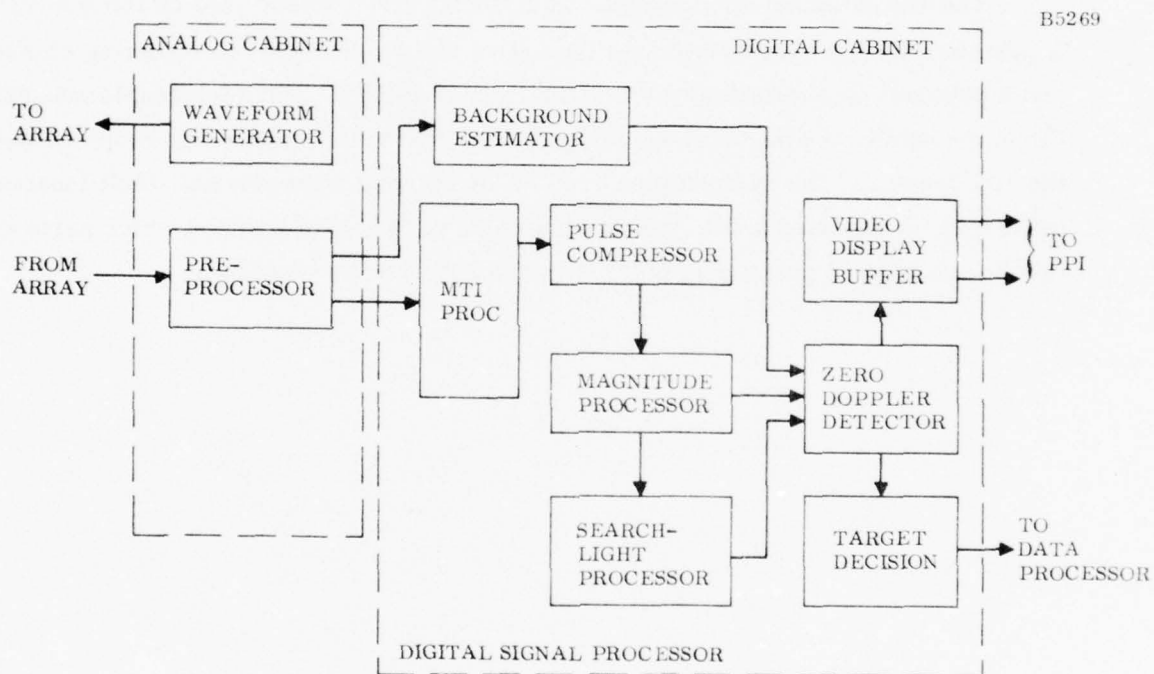 B5269
ANALOG CABINET
DIGITAL CABINET
TO
ARRAY
WAVEFORM
GENERATOR
BACKGROUND
ESTIMATOR
FROM
ARRAY
PRE-
PROCESSOR
MTI
PROC
PULSE
COMPRESSOR
VIDEO
DISPLAY
BUFFER
TO
PPI
MAGNITUDE
PROCESSOR
ZERO
DOPPLER
DETECTOR
SEARCH-
LIGHT
PROCESSOR
TARGET
DECISION
TO
DATA
PROCESSOR
DIGITAL SIGNAL PROCESSOR